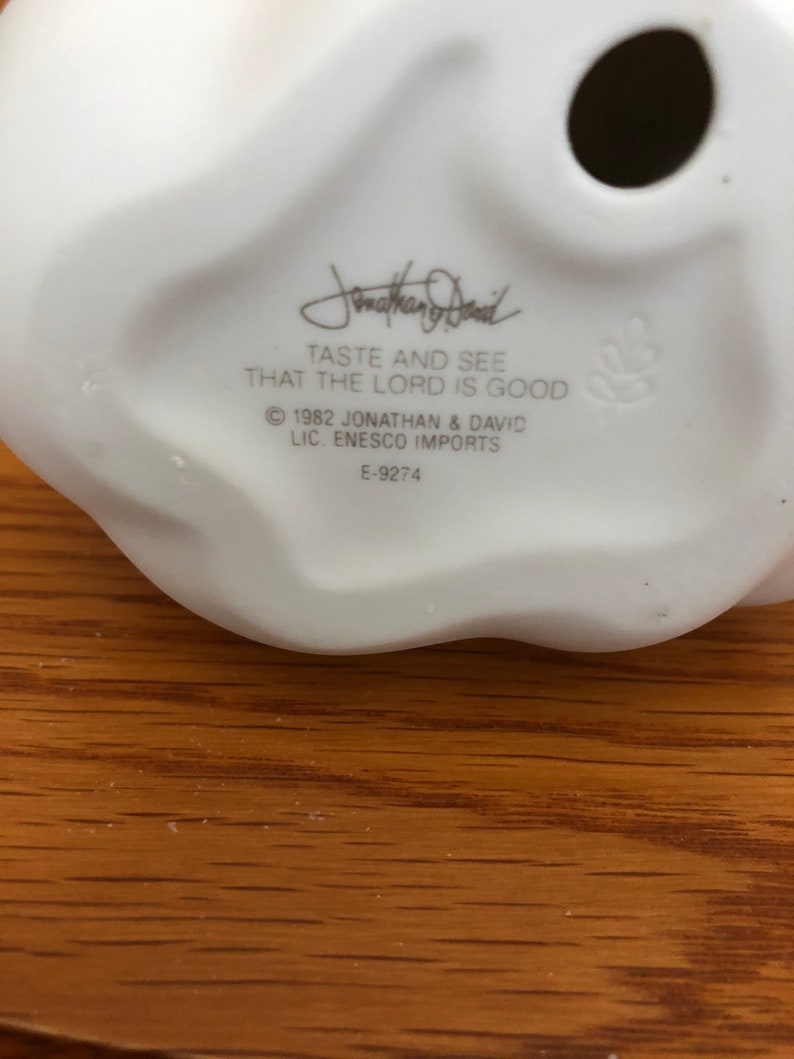 Jonathan & David
TASTE AND SEE
THAT THE LORD IS GOOD
© 1982 JONATHAN & DAVID
LIC. ENESCO IMPORTS
E-9274